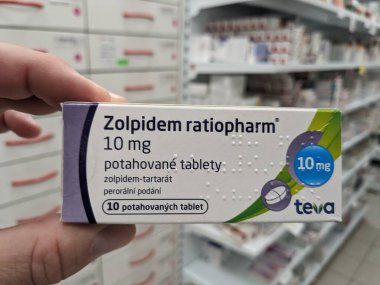 Zolpidem ratiopharm®
10 mg
potahované tablety
zolpidem-tartarát
perorální podání
10 potahovaných tablet
10 mg
teva